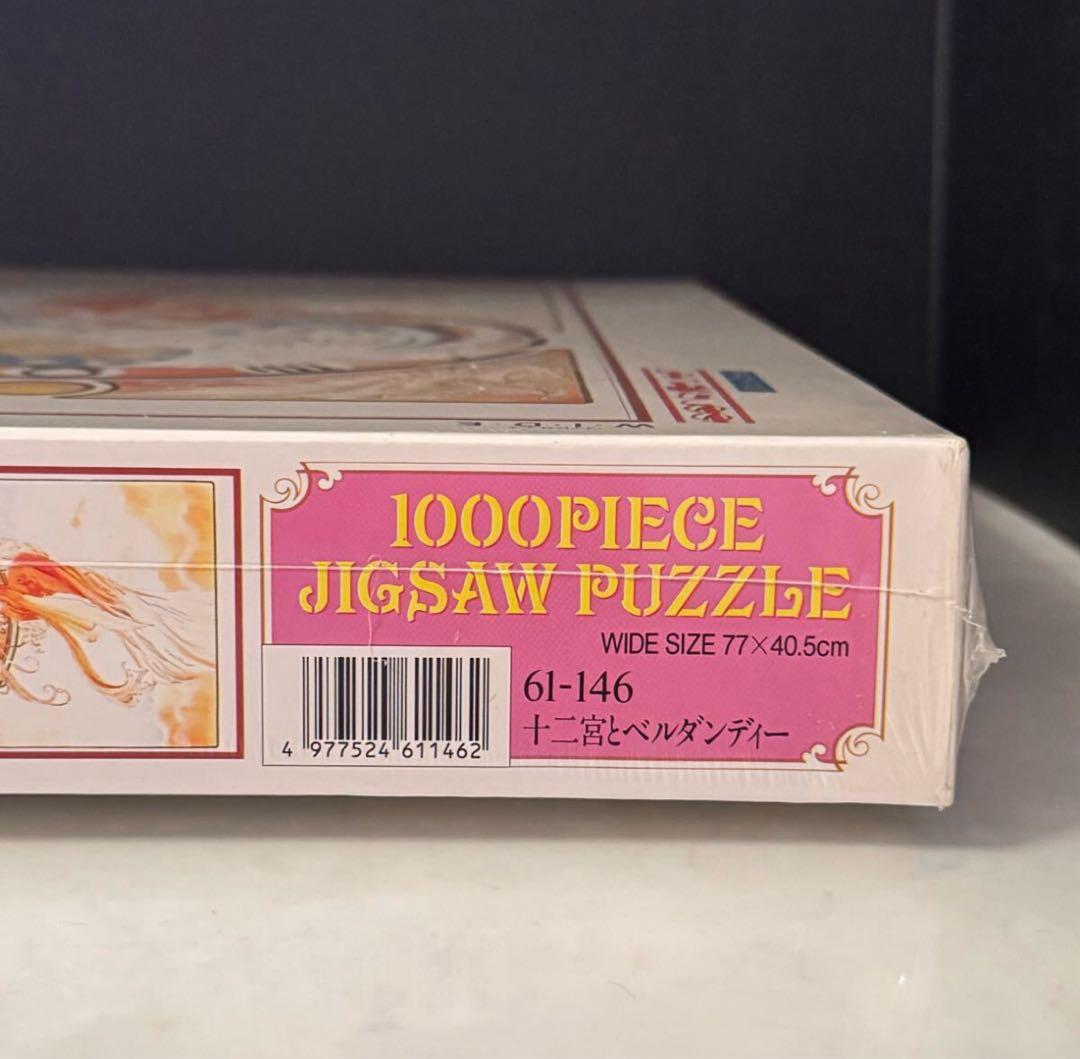 W・I・D・E
1000PIECE
JIGSAW PUZZLE
WIDE SIZE 77×40.5cm
61-146
十二宮とベルダンディー
4 977524 611462